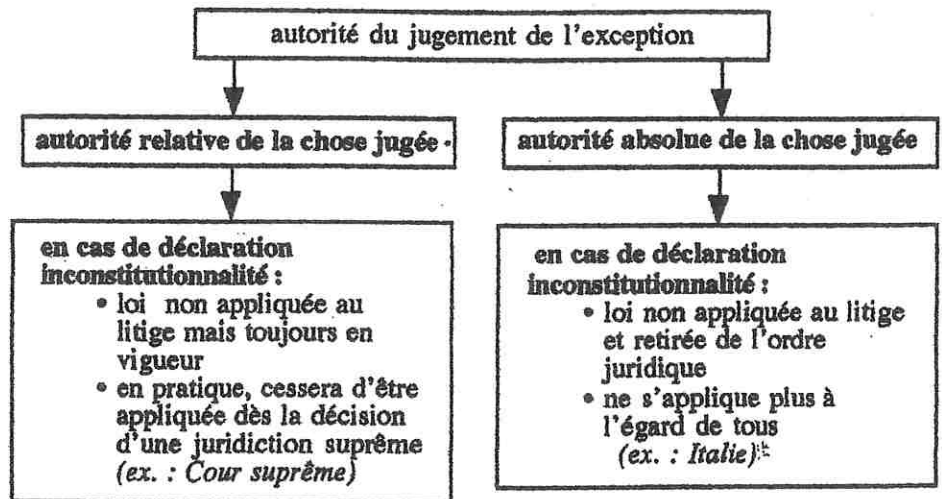 autorité du jugement de l'exception
autorité relative de la chose jugée
autorité absolue de la chose jugée
en cas de déclaration
inconstitutionnalité :
• loi non appliquée au
litige mais toujours en
vigueur
• en pratique, cessera d'être
appliquée dès la décision
d'une juridiction suprême
(ex. : Cour suprême)
en cas de déclaration
inconstitutionnalité :
• loi non appliquée au litige
et retirée de l'ordre
juridique
• ne s'applique plus à
l'égard de tous
(ex. : Italie)